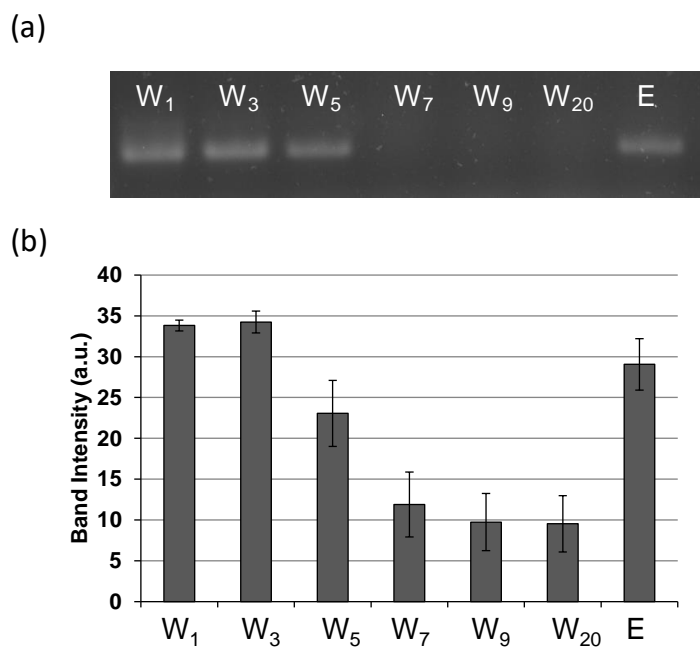 (a)
W₁ W₃ W₅ W₇ W₉ W₂₀ E
(b)
40
35
30
25
20
15
10
5
0
Band Intensity (a.u.)
W₁ W₃ W₅ W₇ W₉ W₂₀ E